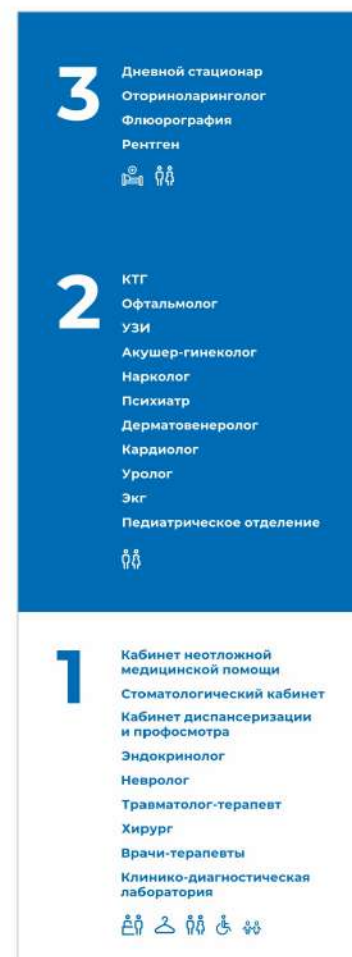 3
Дневной стационар
Оториноларинголог
Флюорография
Рентген
2
КТГ
Офтальмолог
УЗИ
Акушер-гинеколог
Нарколог
Психиатр
Дерматовенеролог
Кардиолог
Уролог
Экг
Педиатрическое отделение
1
Кабинет неотложной
медицинской помощи
Стоматологический кабинет
Кабинет диспансеризации
и профосмотра
Эндокринолог
Невролог
Травматолог-терапевт
Хирург
Врачи-терапевты
Клинико-диагностическая
лаборатория